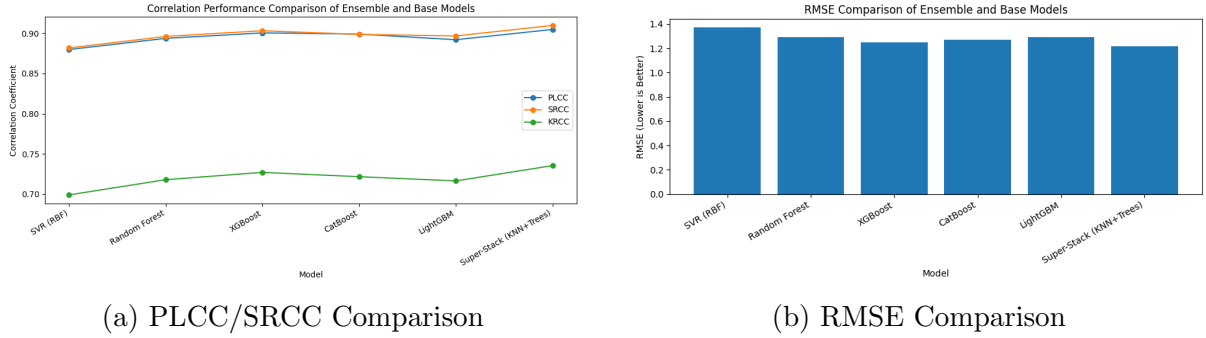 Correlation Performance Comparison of Ensemble and Base Models
0.90
0.85
0.80
0.75
0.70
Correlation Coefficient
PLCC
SRCC
KRCC
SVR (RBF)
Random Forest
XGBoost
CatBoost
LightGBM
Super-Stack (KNN+Trees)
Model
(a) PLCC/SRCC Comparison
RMSE Comparison of Ensemble and Base Models
1.4
1.2
1.0
0.8
0.6
0.4
0.2
0.0
RMSE (Lower is Better)
SVR (RBF)
Random Forest
XGBoost
CatBoost
LightGBM
Super-Stack (KNN+Trees)
Model
(b) RMSE Comparison